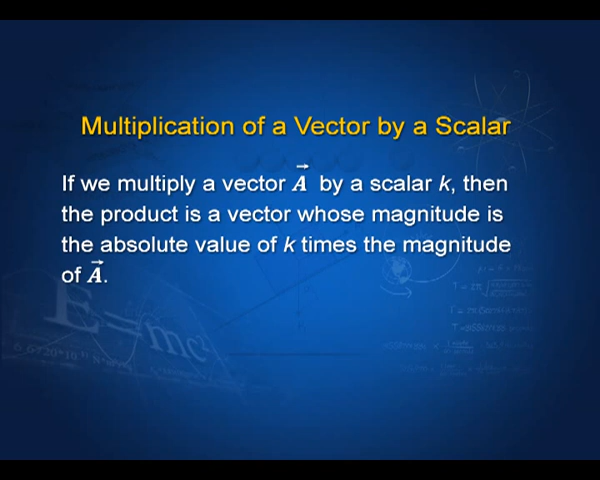 Multiplication of a Vector by a Scalar
If we multiply a vector A⃗ by a scalar k, then
the product is a vector whose magnitude is
the absolute value of k times the magnitude
of A⃗.
E=mc²